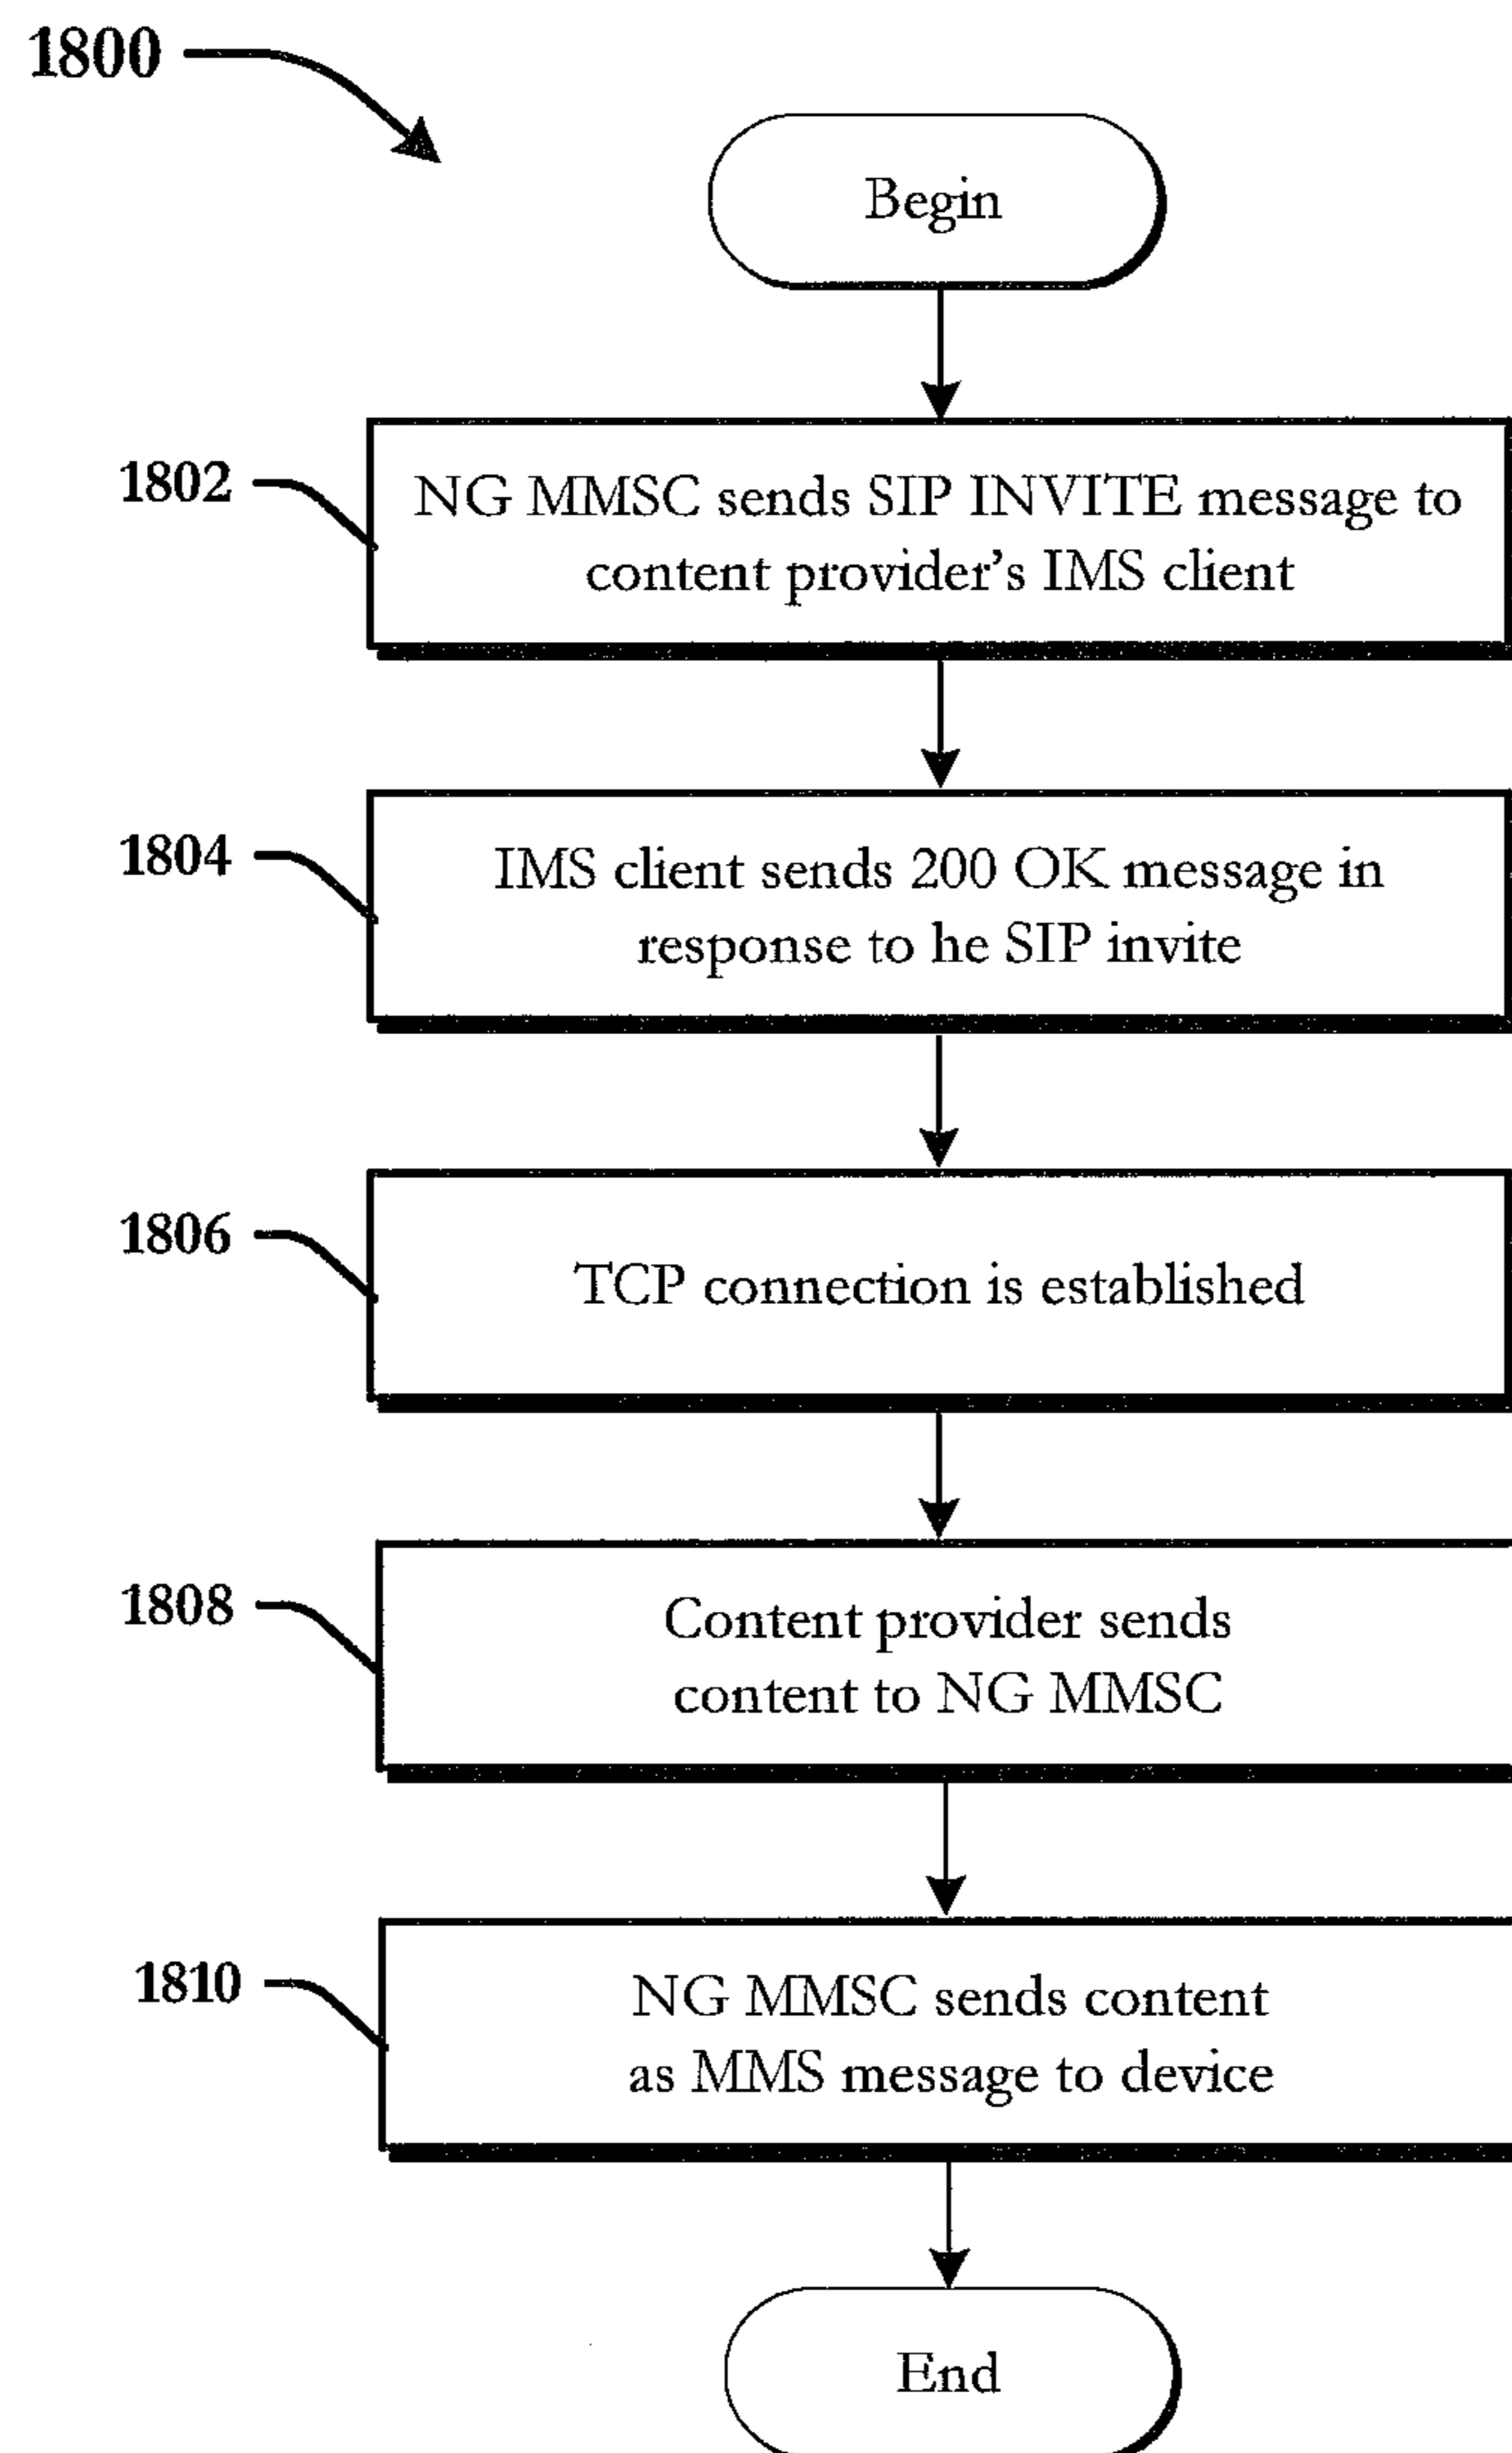 1800
Begin
1802
NG MMSC sends SIP INVITE message to
content provider's IMS client
1804
IMS client sends 200 OK message in
response to he SIP invite
1806
TCP connection is established
1808
Content provider sends
content to NG MMSC
1810
NG MMSC sends content
as MMS message to device
End